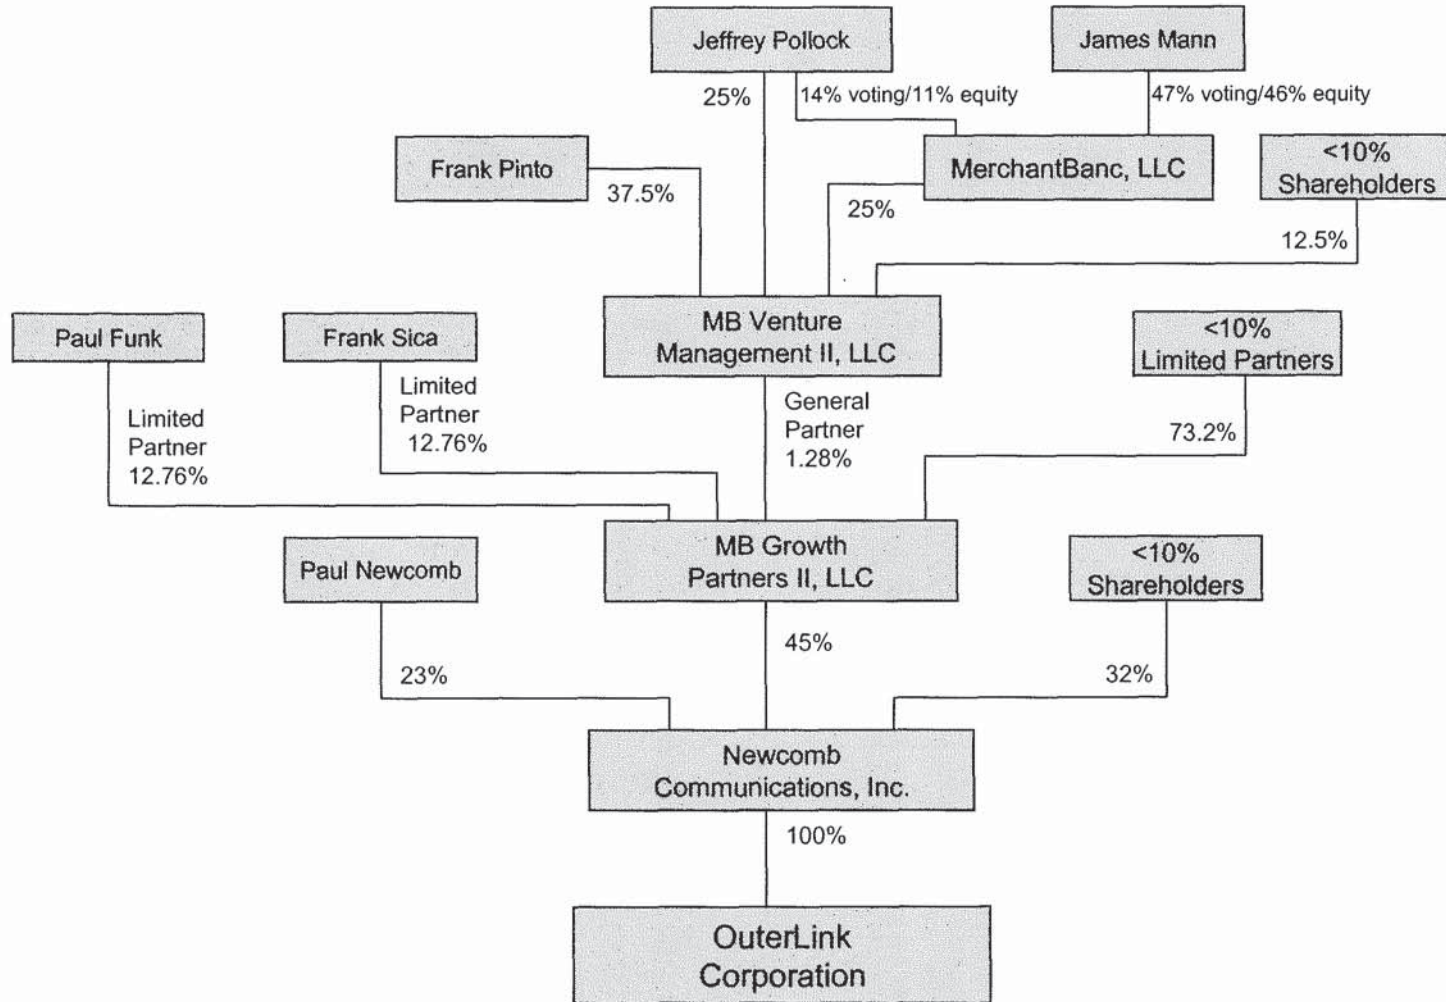 Jeffrey Pollock
James Mann
25%
14% voting/11% equity
47% voting/46% equity
Frank Pinto
37.5%
MerchantBanc, LLC
25%
<10%
Shareholders
12.5%
Paul Funk
Frank Sica
MB Venture
Management II, LLC
<10%
Limited Partners
Limited
Partner
12.76%
Limited
Partner
12.76%
General
Partner
1.28%
73.2%
Paul Newcomb
MB Growth
Partners II, LLC
<10%
Shareholders
23%
45%
32%
Newcomb
Communications, Inc.
100%
OuterLink
Corporation